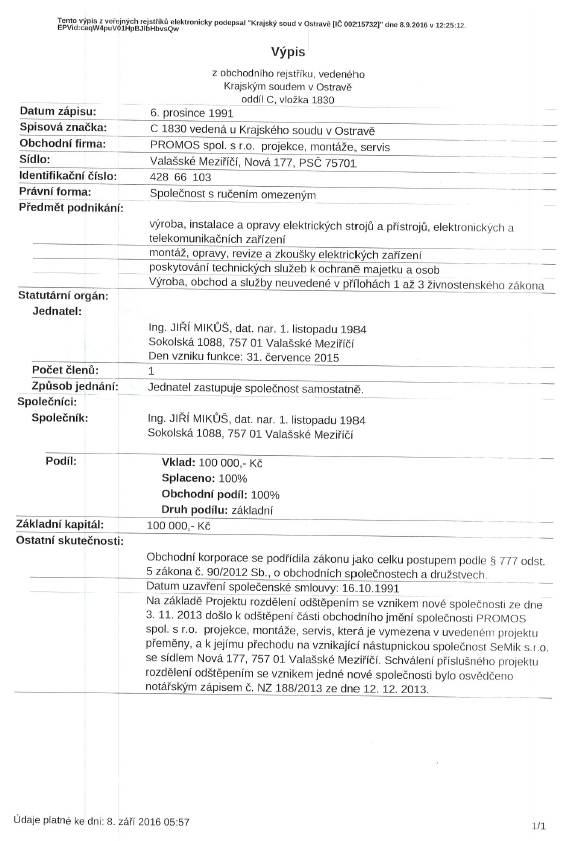 Tento výpis z veřejných rejstříků elektronicky podepsal "Krajský soud v Ostravě [IČ 00215732]" dne 8.9.2016 v 12:25:12.
EPVid:caqW4puV01HpBJIbHbvsQw
Výpis
z obchodního rejstříku, vedeného
Krajským soudem v Ostravě
oddíl C, vložka 1830
Datum zápisu: 6. prosince 1991
Spisová značka: C 1830 vedená u Krajského soudu v Ostravě
Obchodní firma: PROMOS spol. s r.o. projekce, montáže, servis
Sídlo: Valašské Meziříčí, Nová 177, PSČ 75701
Identifikační číslo: 428 66 103
Právní forma: Společnost s ručením omezeným
Předmět podnikání:
výroba, instalace a opravy elektrických strojů a přístrojů, elektronických a
telekomunikačních zařízení
montáž, opravy, revize a zkoušky elektrických zařízení
poskytování technických služeb k ochraně majetku a osob
Výroba, obchod a služby neuvedené v přílohách 1 až 3 živnostenského zákona
Statutární orgán:
Jednatel:
Ing. JIŘÍ MIKŮŠ, dat. nar. 1. listopadu 1984
Sokolská 1088, 757 01 Valašské Meziříčí
Den vzniku funkce: 31. července 2015
Počet členů: 1
Způsob jednání: Jednatel zastupuje společnost samostatně.
Společníci:
Společník: Ing. JIŘÍ MIKŮŠ, dat. nar. 1. listopadu 1984
Sokolská 1088, 757 01 Valašské Meziříčí
Podíl: Vklad: 100 000,- Kč
Splaceno: 100%
Obchodní podíl: 100%
Druh podílu: základní
Základní kapitál: 100 000,- Kč
Ostatní skutečnosti:
Obchodní korporace se podřídila zákonu jako celku postupem podle § 777 odst.
5 zákona č. 90/2012 Sb., o obchodních společnostech a družstvech.
Datum uzavření společenské smlouvy: 16.10.1991
Na základě Projektu rozdělení odštěpením se vznikem nové společnosti ze dne
3. 11. 2013 došlo k odštěpení části obchodního jmění společnosti PROMOS
spol. s r.o. projekce, montáže, servis, která je vymezena v uvedeném projektu
přeměny, a k jejímu přechodu na vznikající nástupnickou společnost SeMik s.r.o.
se sídlem Nová 177, 757 01 Valašské Meziříčí. Schválení příslušného projektu
rozdělení odštěpením se vznikem jedné nové společnosti bylo osvědčeno
notářským zápisem č. NZ 188/2013 ze dne 12. 12. 2013.
Údaje platné ke dni: 8. září 2016 05:57
1/1